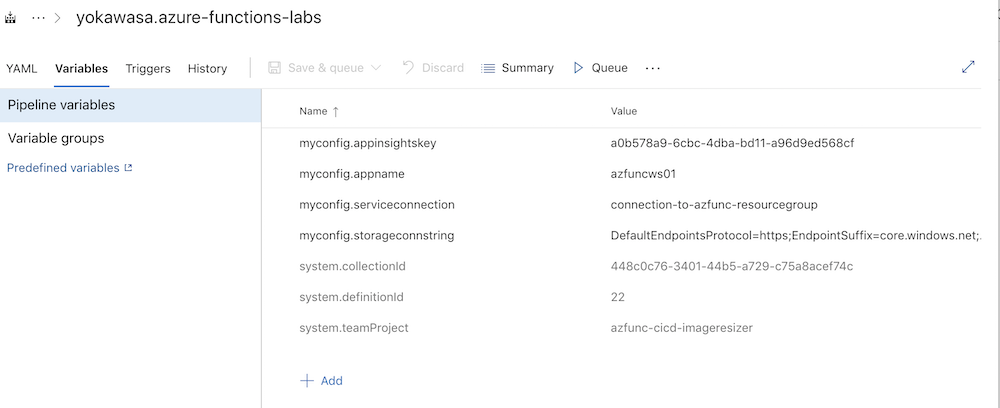 ... > yokawasa.azure-functions-labs
YAML Variables Triggers History Save & queue Discard Summary Queue ...
Pipeline variables
Variable groups
Predefined variables
Name ↑ Value
myconfig.appinsightskey a0b578a9-6cbc-4dba-bd11-a96d9ed568cf
myconfig.appname azfuncws01
myconfig.serviceconnection connection-to-azfunc-resourcegroup
myconfig.storageconnstring DefaultEndpointsProtocol=https;EndpointSuffix=core.windows.net;.
system.collectionId 448c0c76-3401-44b5-a729-c75a8acef74c
system.definitionId 22
system.teamProject azfunc-cicd-imageresizer
+ Add